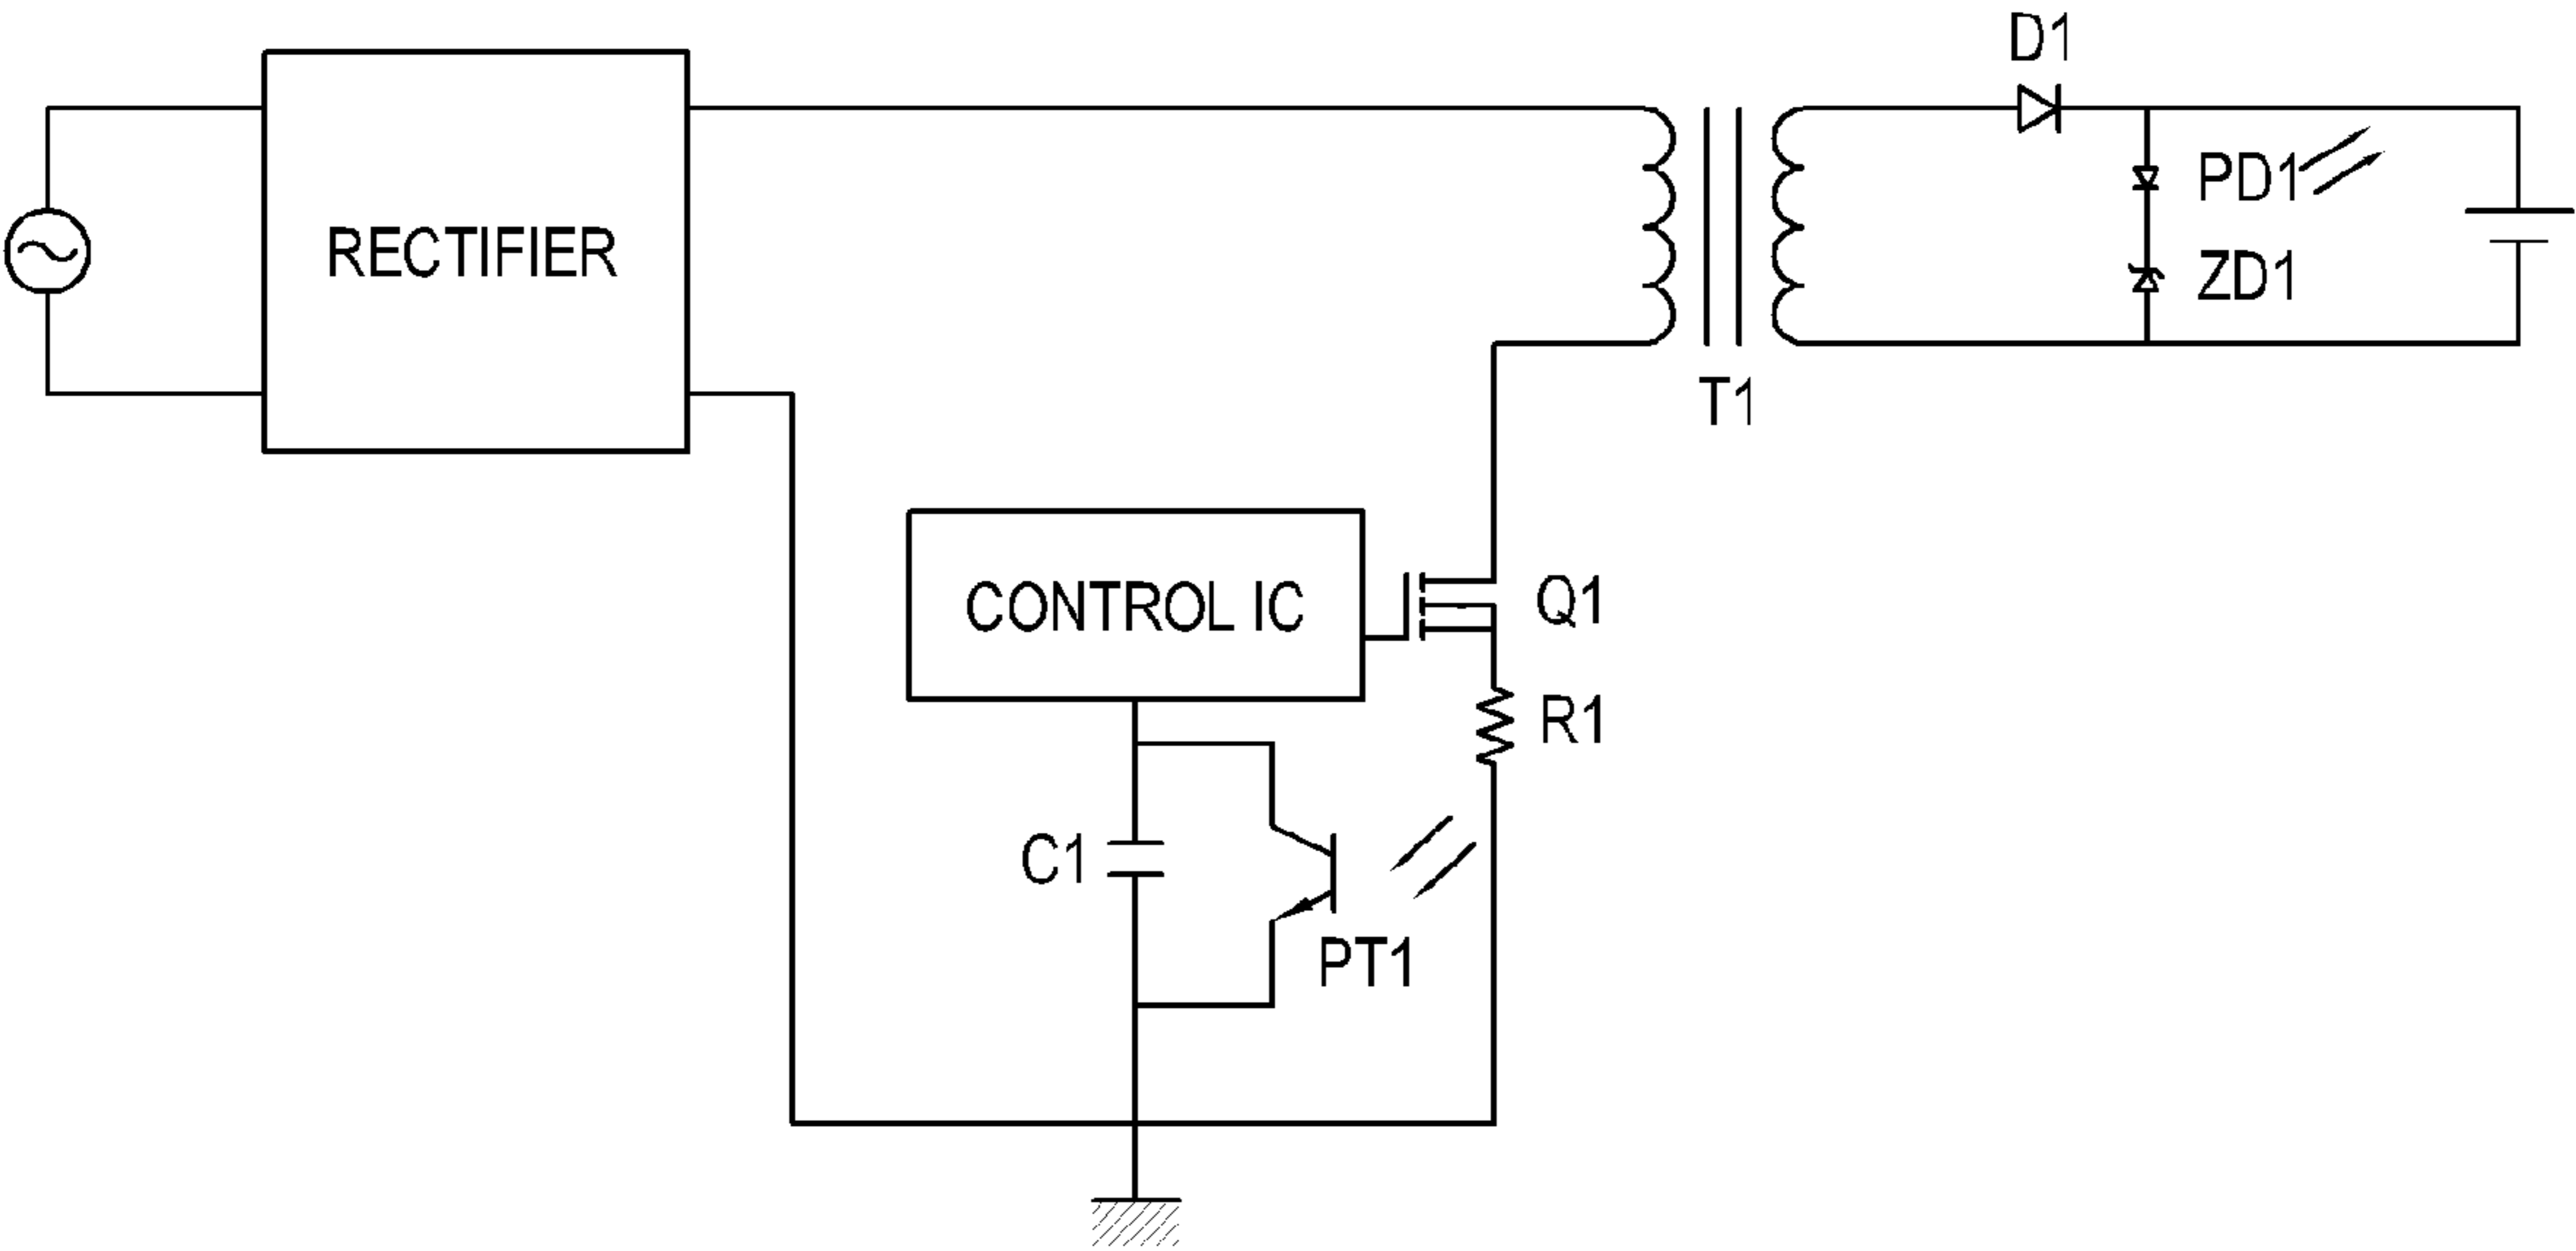 D1
PD1
RECTIFIER
ZD1
T1
CONTROL IC
Q1
R1
C1
PT1